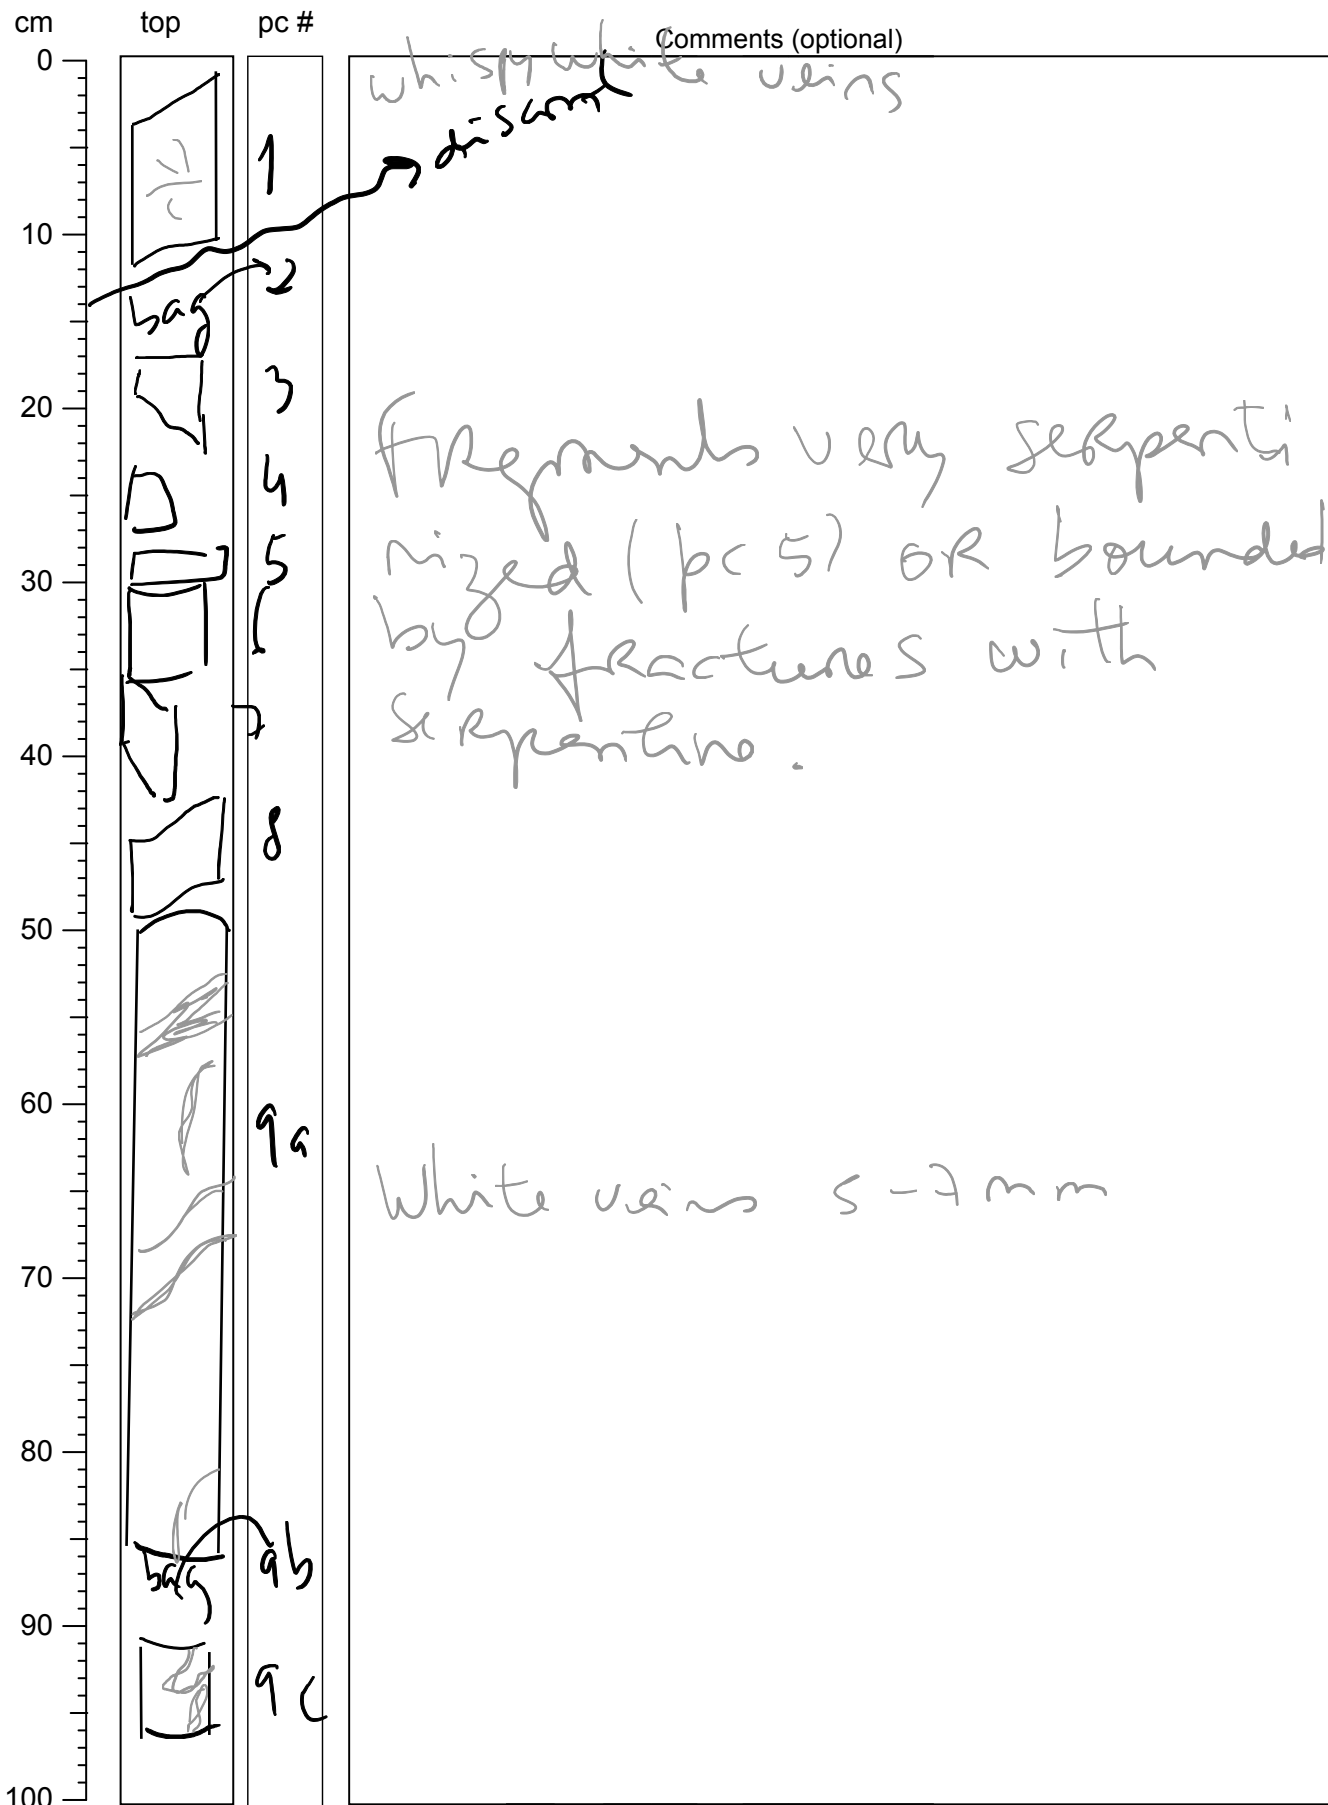 cm top pc # Comments (optional)
0
whispy white veins
1
10
bag 2
3
20
Fragments very serpenti
4
nized (pc 5) OR bounded
5
30
by fractures with
serpentine.
7
40
8
50
60
9a
White veins 5-7mm
70
80
bag 9b
90
9c
100